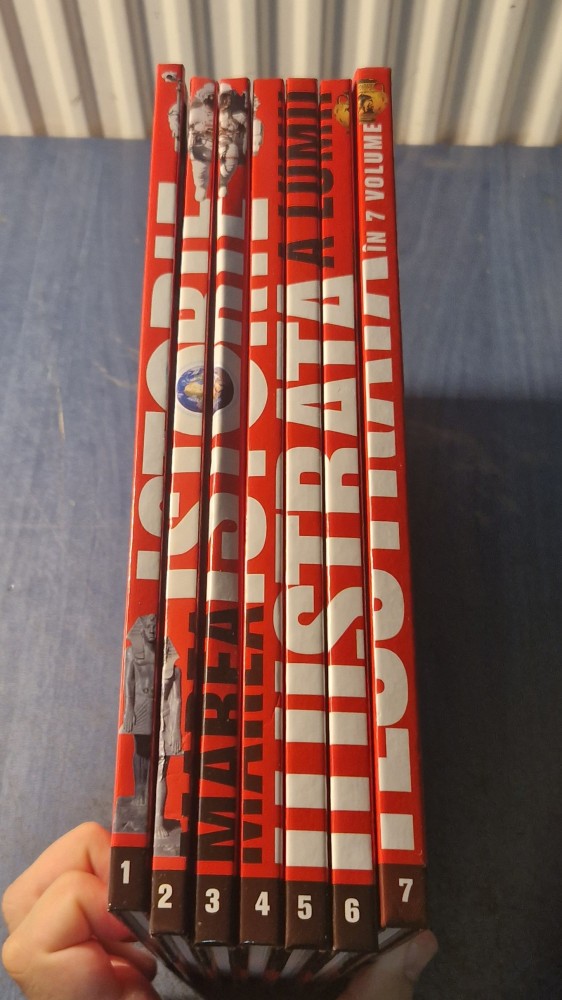 MAREA
ISTORIE
ILUSTRATĂ
A LUMII
ÎN 7 VOLUME
1
2
3
4
5
6
7